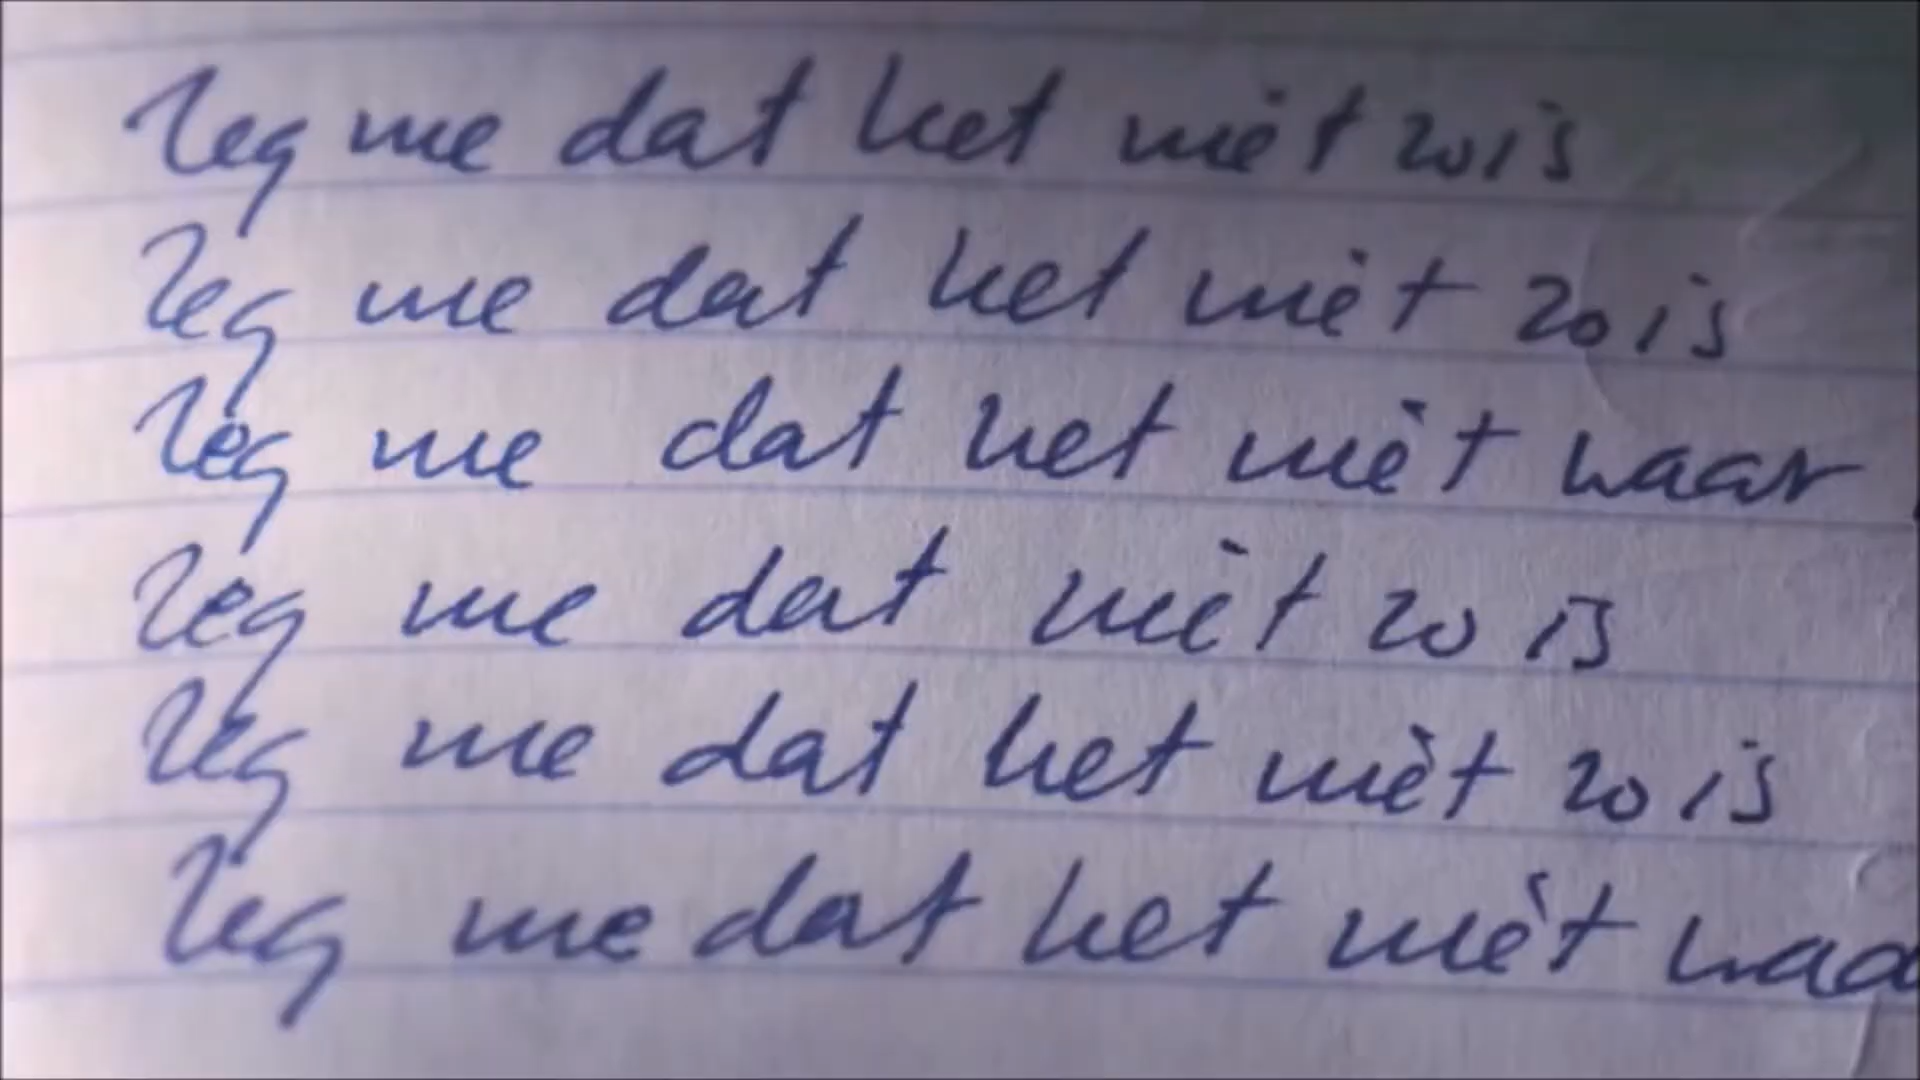 Zeg me dat het niet zo is
Zeg me dat het niet zo is
Zeg me dat het niet waar
Zeg me dat niet zo is
Zeg me dat het niet zo is
Zeg me dat het niet waa